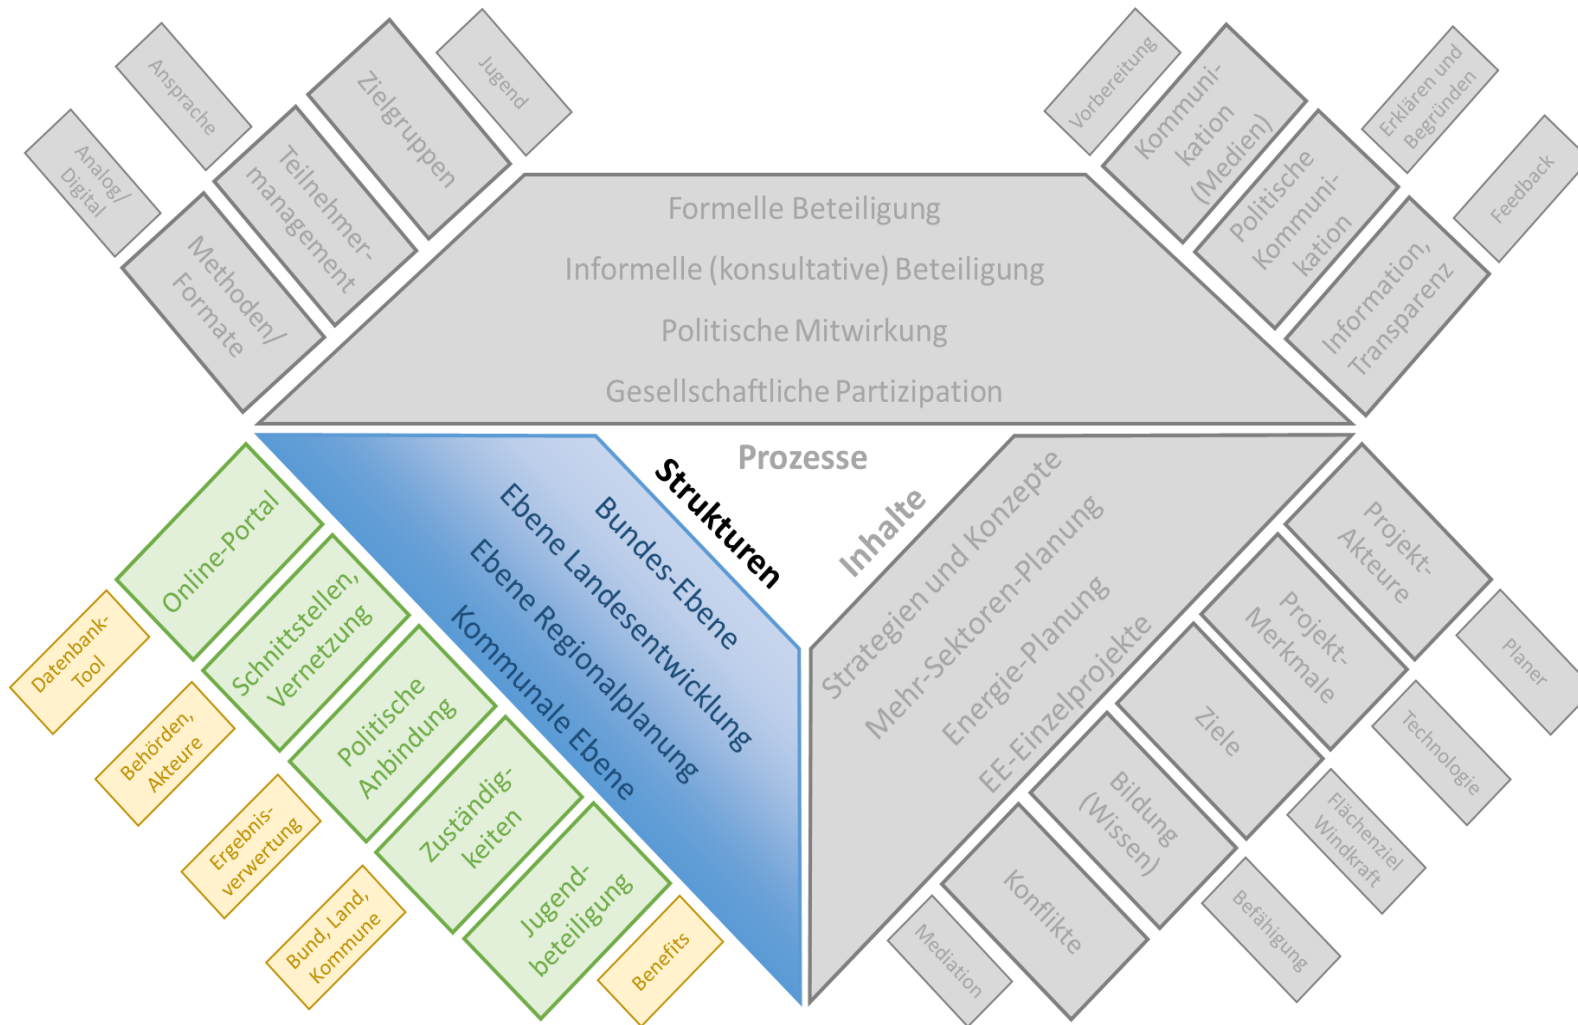 Analog/
Digital
Ansprache
Jugend
Methoden/
Formate
Teilnehmer-
management
Zielgruppen
Vorbereitung
Erklären und
Begründen
Feedback
Kommuni-
kation
(Medien)
Politische
Kommuni-
kation
Information,
Transparenz
Formelle Beteiligung
Informelle (konsultative) Beteiligung
Politische Mitwirkung
Gesellschaftliche Partizipation
Prozesse
Strukturen
Inhalte
Bundes-Ebene
Ebene Landesentwicklung
Ebene Regionalplanung
Kommunale Ebene
Online-Portal
Schnittstellen,
Vernetzung
Politische
Anbindung
Zuständig-
keiten
Jugend-
beteiligung
Datenbank-
Tool
Behörden,
Akteure
Ergebnis-
verwertung
Bund, Land,
Kommune
Benefits
Strategien und Konzepte
Mehr-Sektoren-Planung
Energie-Planung
EE-Einzelprojekte
Projekt-
Akteure
Projekt-
Merkmale
Ziele
Bildung
(Wissen)
Konflikte
Planer
Technologie
Flächenziel
Windkraft
Befähigung
Mediation